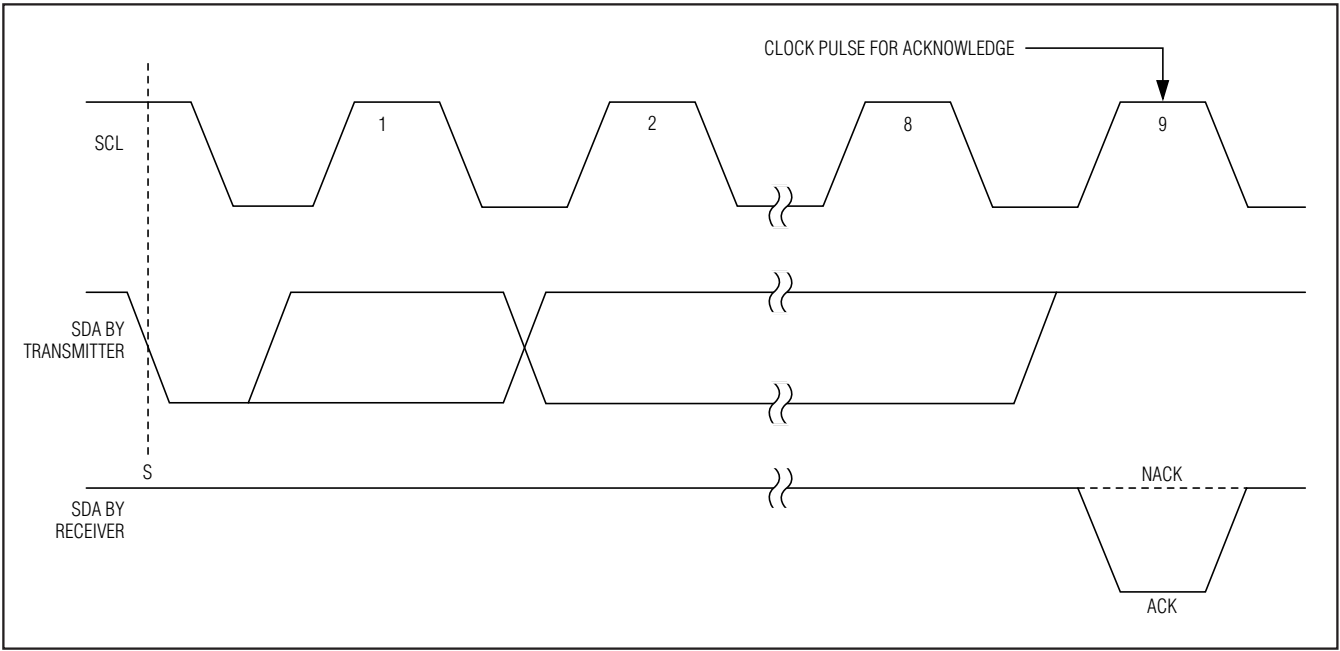 CLOCK PULSE FOR ACKNOWLEDGE
SCL
1
2
8
9
SDA BY
TRANSMITTER
S
SDA BY
RECEIVER
NACK
ACK